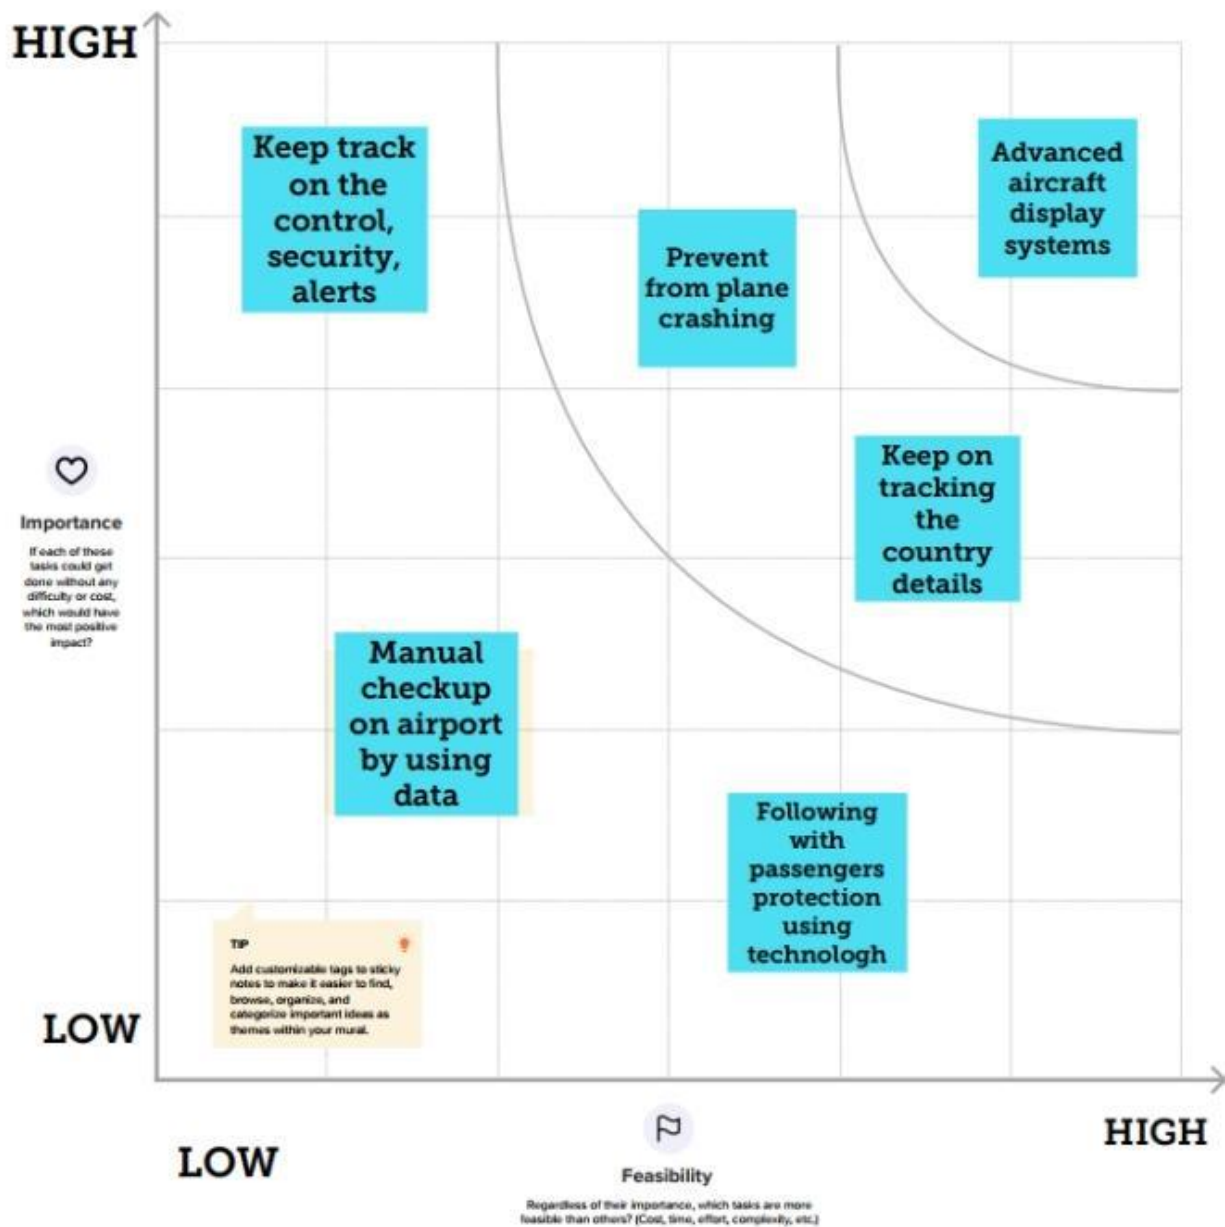 HIGH
Keep track
on the
control,
security,
alerts
Advanced
aircraft
display
systems
Prevent
from plane
crashing
Keep on
tracking
the
country
details
Importance
If each of these
tasks could get
done without any
difficulty or cost,
which would have
the most positive
impact?
Manual
checkup
on airport
by using
data
Following
with
passengers
protection
using
technologh
TIP
Add customizable tags to sticky
notes to make it easier to find,
browse, organize, and
categorize important ideas as
themes within your mural.
LOW
LOW
HIGH
Feasibility
Regardless of their importance, which tasks are more
feasible than others? (Cost, time, effort, complexity, etc.)